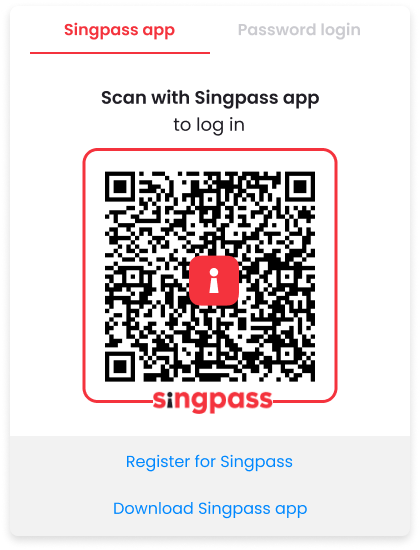 Singpass app
Password login
Scan with Singpass app
to log in
singpass
Register for Singpass
Download Singpass app